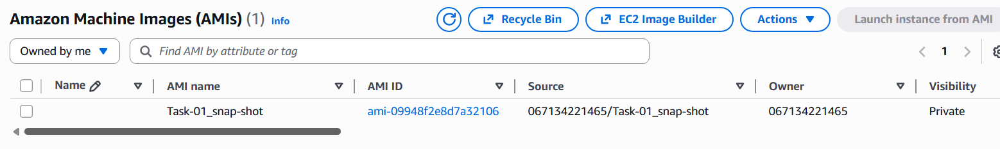 Amazon Machine Images (AMIs) (1) Info Recycle Bin EC2 Image Builder Actions Launch instance from AMI
Owned by me Find AMI by attribute or tag 1
Name AMI name AMI ID Source Owner Visibility
Task-01_snap-shot ami-09948f2e8d7a32106 067134221465/Task-01_snap-shot 067134221465 Private